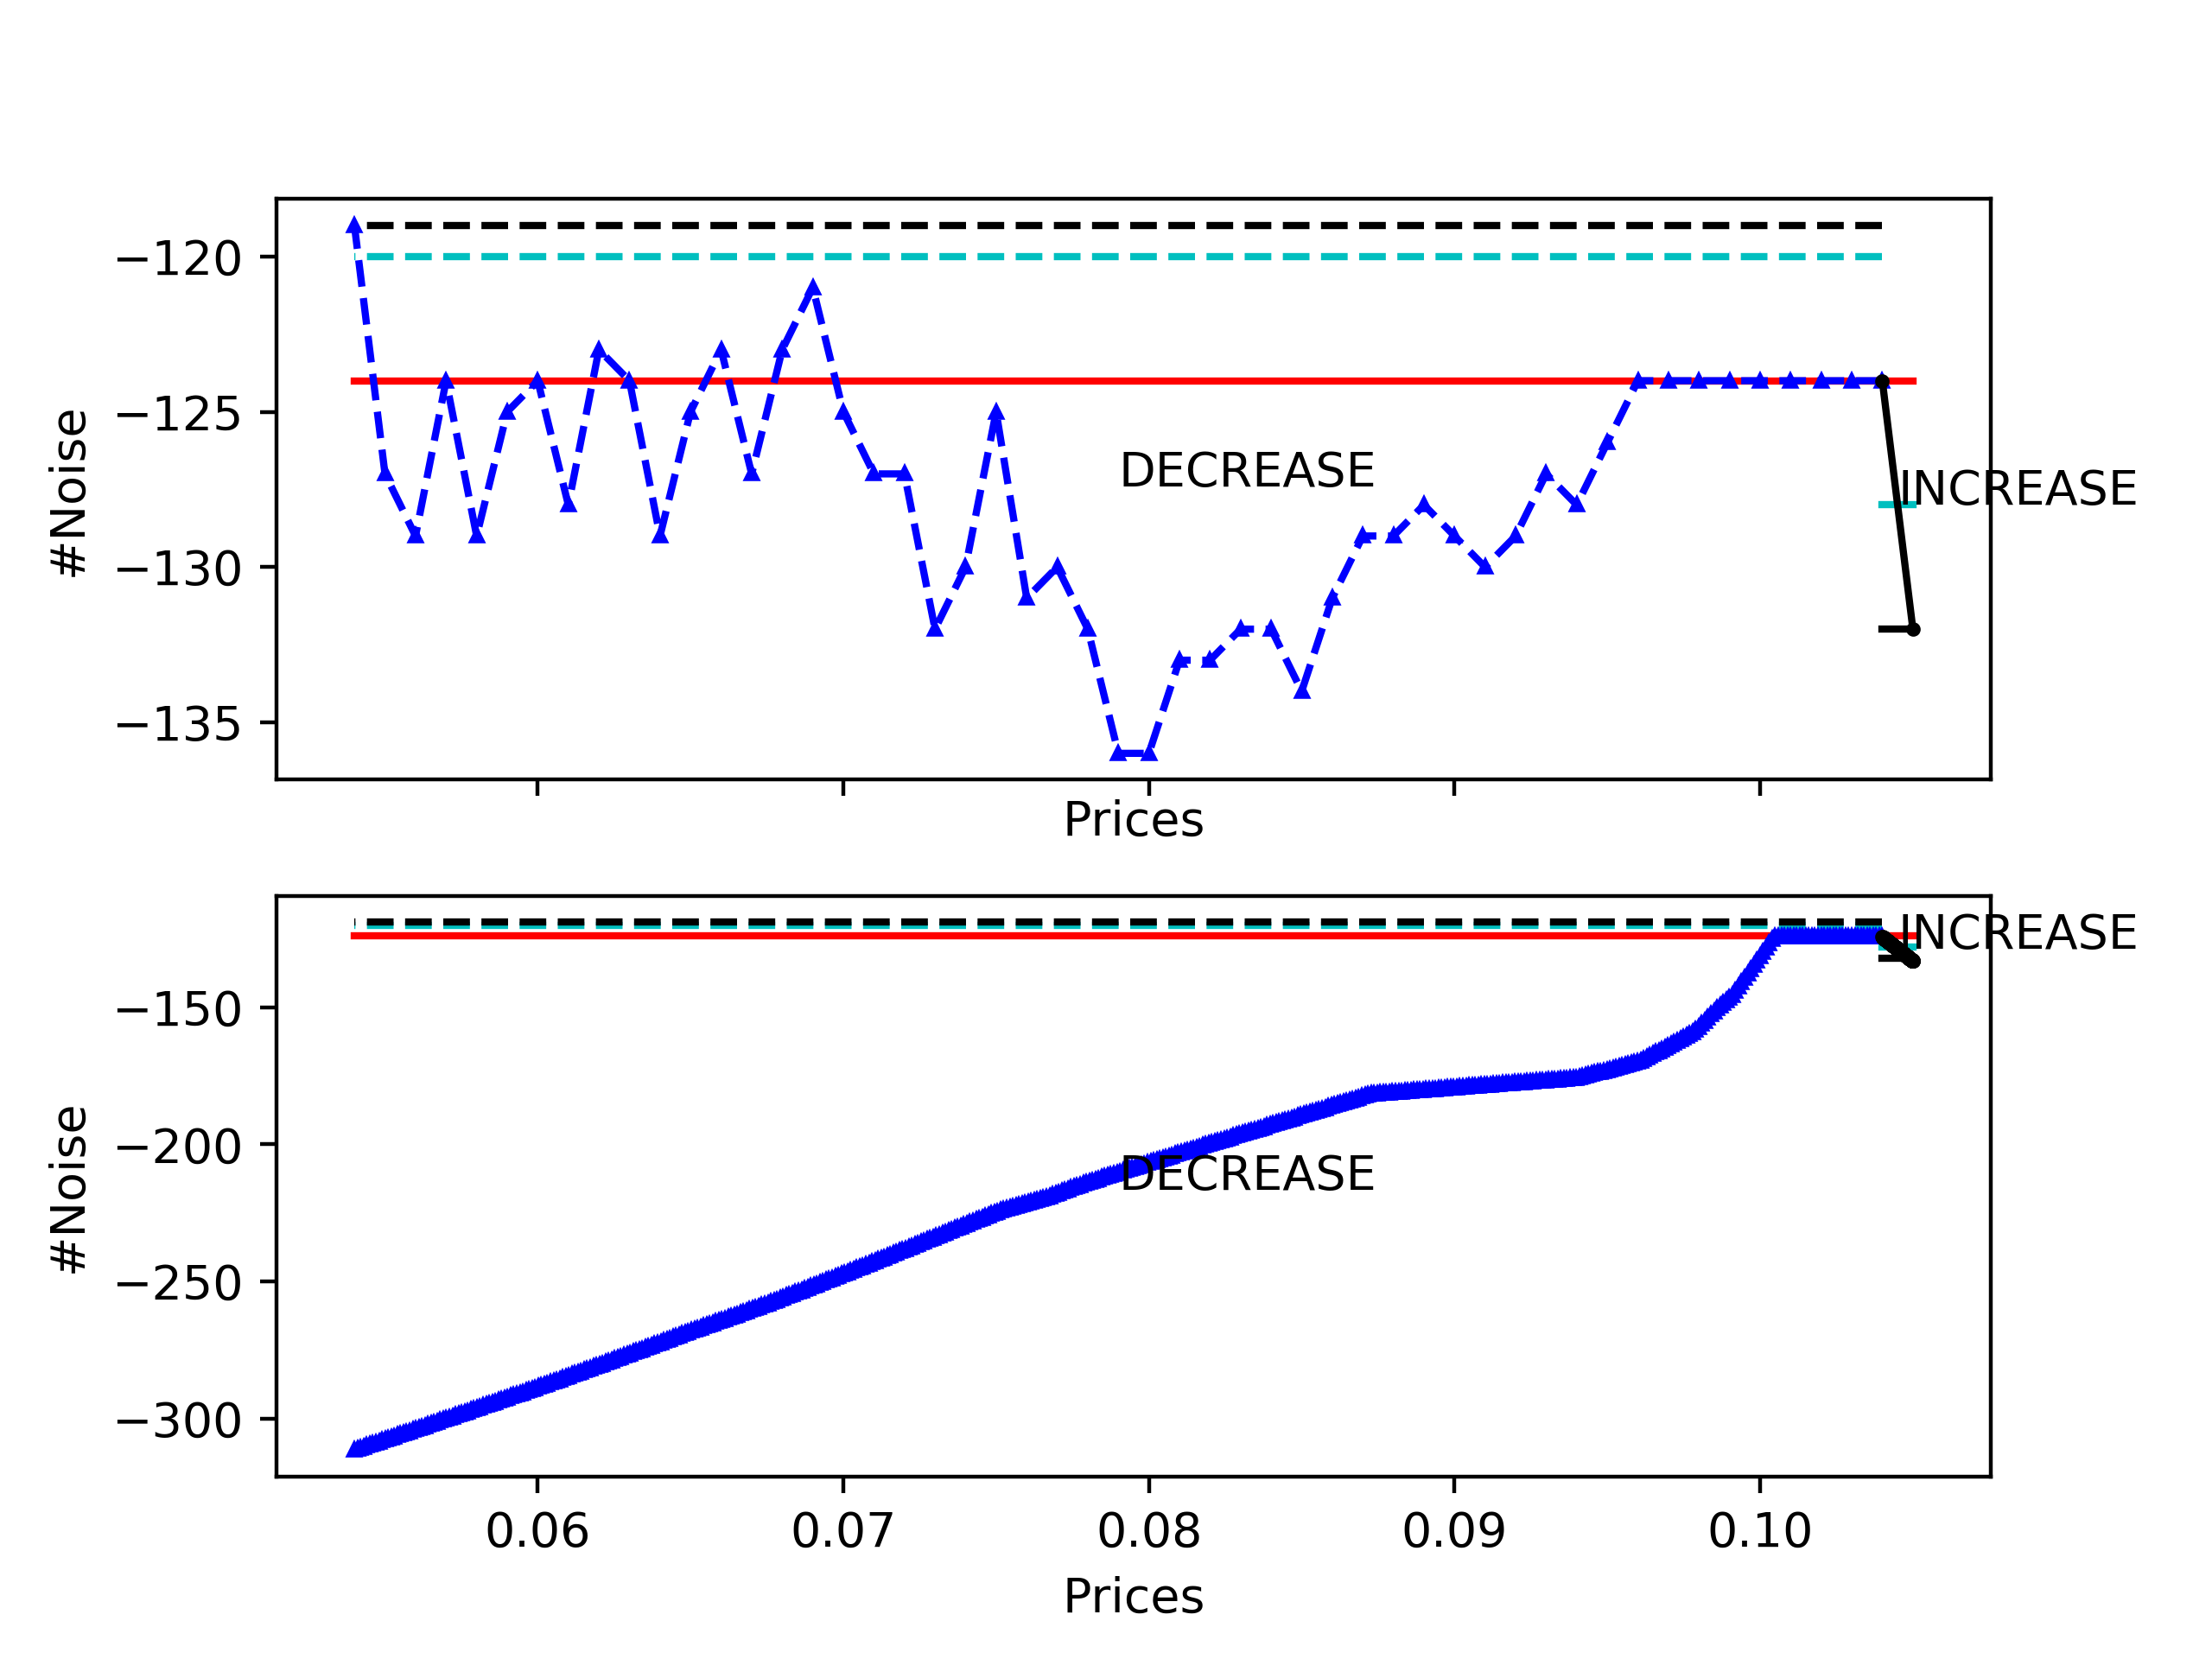 −120
−125
−130
−135
#Noise
DECREASE
INCREASE
Prices
−150
−200
−250
−300
#Noise
INCREASE
DECREASE
0.06 0.07 0.08 0.09 0.10
Prices